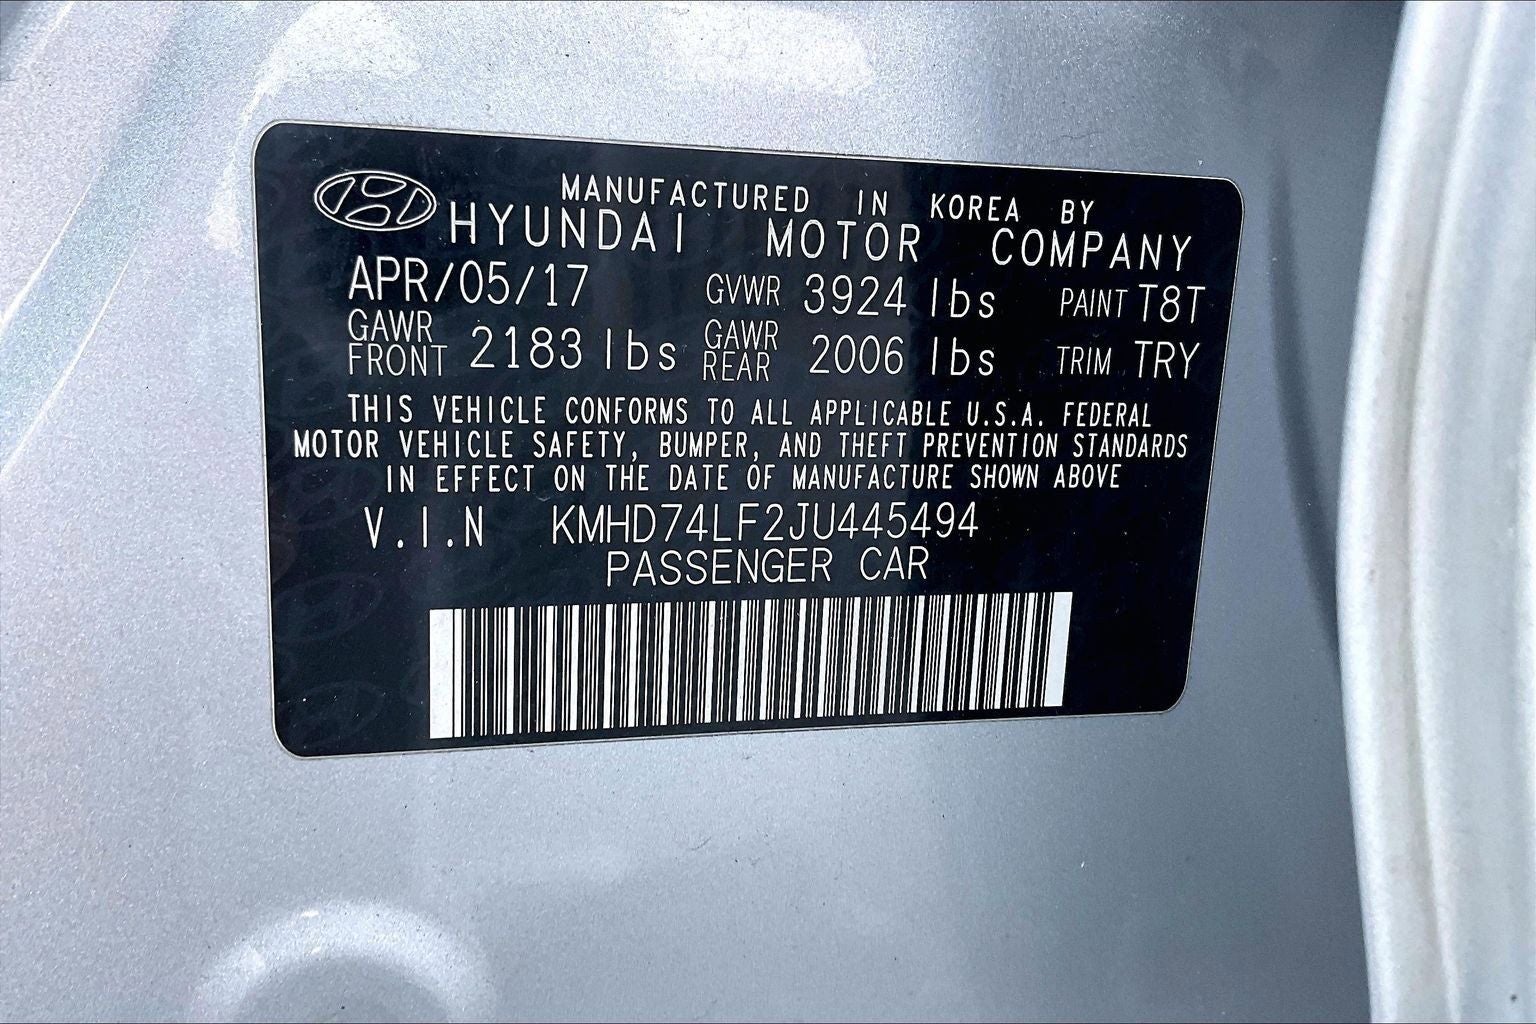 MANUFACTURED IN KOREA BY
HYUNDAI MOTOR COMPANY
APR/05/17 GVWR 3924 lbs PAINT T8T
GAWR FRONT 2183 lbs GAWR REAR 2006 lbs TRIM TRY
THIS VEHICLE CONFORMS TO ALL APPLICABLE U.S.A. FEDERAL
MOTOR VEHICLE SAFETY, BUMPER, AND THEFT PREVENTION STANDARDS
IN EFFECT ON THE DATE OF MANUFACTURE SHOWN ABOVE
V.I.N KMHD74LF2JU445494
PASSENGER CAR